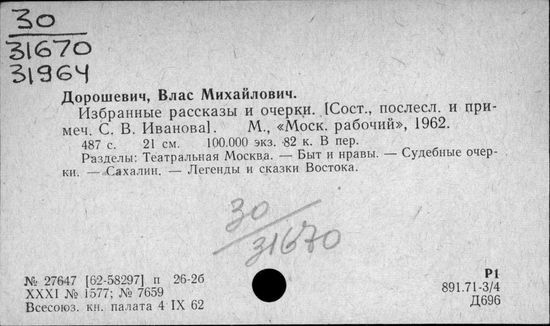 30
31670
31964
Дорошевич, Влас Михайлович.
Избранные рассказы и очерки. [Сост., послесл. и при-
меч. С. В. Иванова]. М., «Моск. рабочий», 1962.
487 с. 21 см. 100.000 экз. 82 к. В пер.
Разделы: Театральная Москва. — Быт и нравы. — Судебные очер-
ки. — Сахалин. — Легенды и сказки Востока.
30
31670
№ 27647 [62-58297] п 26-2б
XXXI № 1577; № 7659
Всесоюз. кн. палата 4 IX 62
Р1
891.71-3/4
Д696